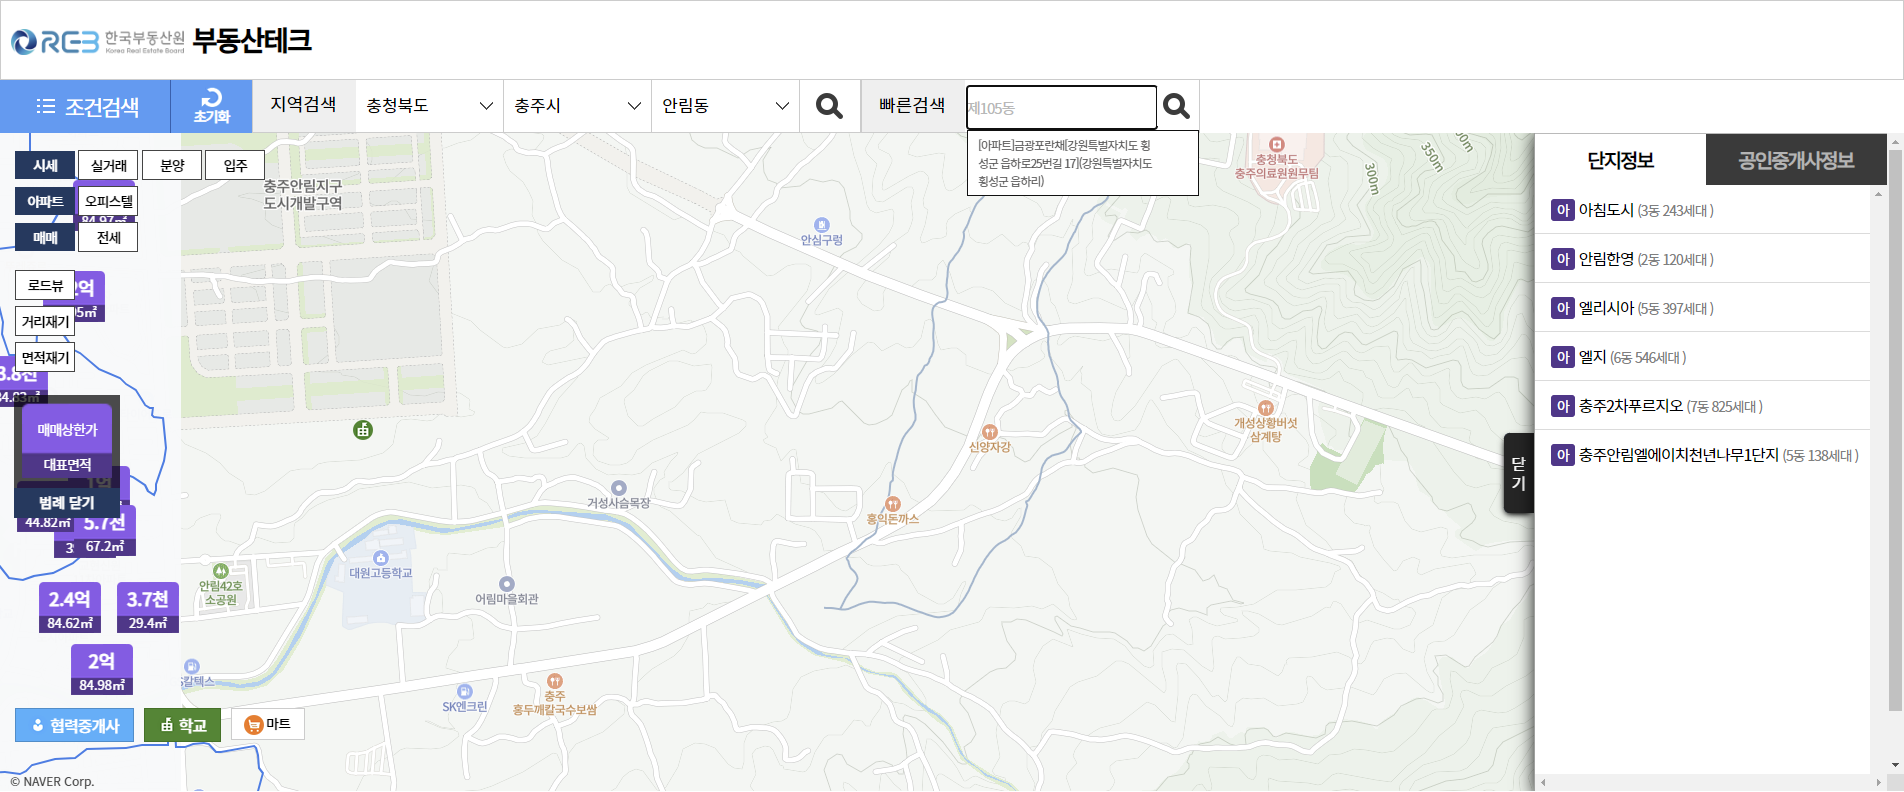 REB 한국부동산원 Korea Real Estate Board 부동산테크
조건검색 초기화 지역검색 충청북도 충주시 안림동 빠른검색 제105동
[아파트]금광포란채[강원특별자치도 횡
성군 읍하로25번길 17](강원특별자치도
횡성군 읍하리)
시세 실거래 분양 입주
아파트 오피스텔
84.97㎡
매매 전세
로드뷰
2억
거리재기
면적재기
3.8천
84.83㎡
매매상한가
대표면적
1억
범례 닫기
44.82㎡
5.7천
67.2㎡
2.4억
84.62㎡
3.7천
29.4㎡
2억
84.98㎡
협력중개사 학교 마트
© NAVER Corp.
충주안림지구
도시개발구역
안심구렁
충청북도
충주의료원원무팀
300m
350m
개성상황버섯
삼계탕
신양자강
거성사슴목장
홍익돈까스
대원고등학교
안림42호
소공원
어림마을회관
칼텍스
SK엔크린
충주
홍두깨칼국수보쌈
닫
기
단지정보 공인중개사정보
아 아침도시 (3동 243세대 )
아 안림한영 (2동 120세대 )
아 엘리시아 (5동 397세대 )
아 엘지 (6동 546세대 )
아 충주2차푸르지오 (7동 825세대 )
아 충주안림엘에이치천년나무1단지 (5동 138세대 )